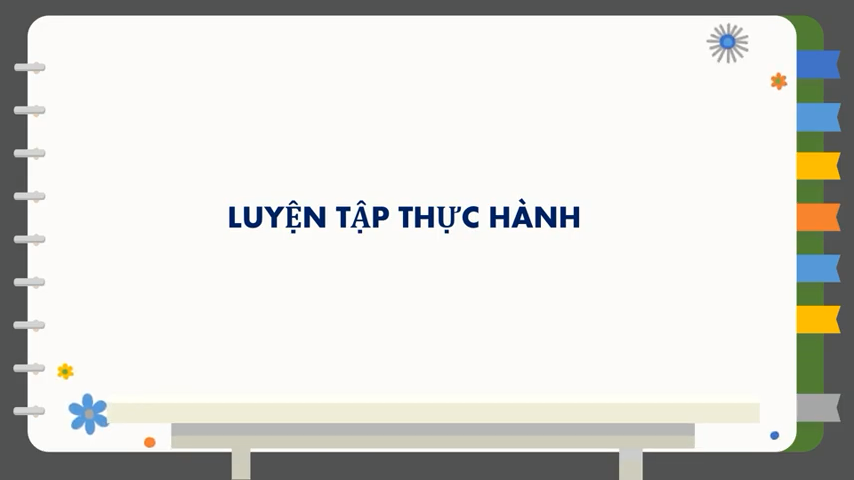 LUYỆN TẬP THỰC HÀNH